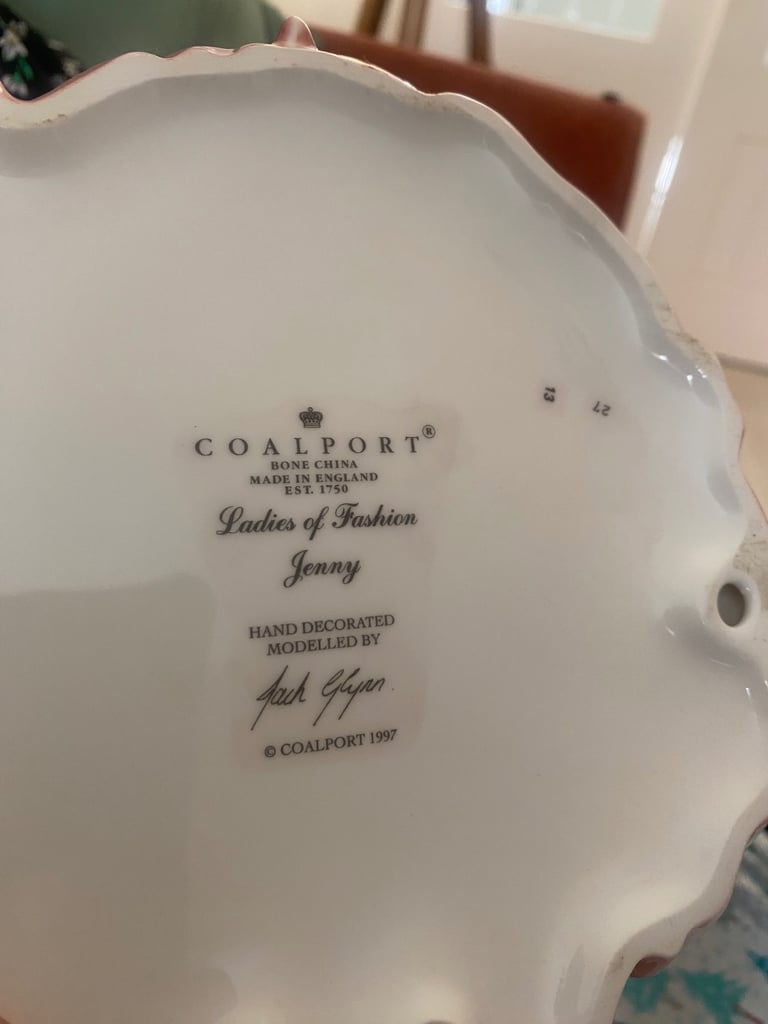 COALPORT®
BONE CHINA
MADE IN ENGLAND
EST. 1750
Ladies of Fashion
Jenny
HAND DECORATED
MODELLED BY
Jack Glynn.
© COALPORT 1997
13
27